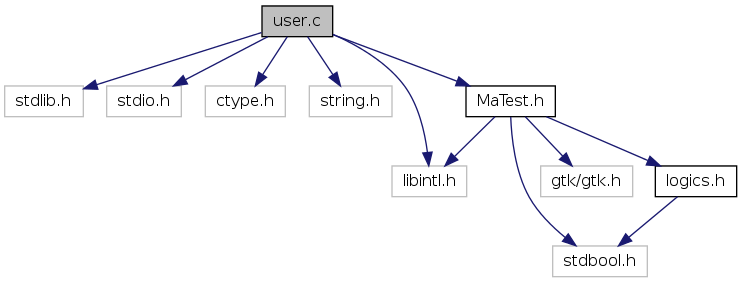 user.c
stdlib.h
stdio.h
ctype.h
string.h
MaTest.h
libintl.h
gtk/gtk.h
logics.h
stdbool.h